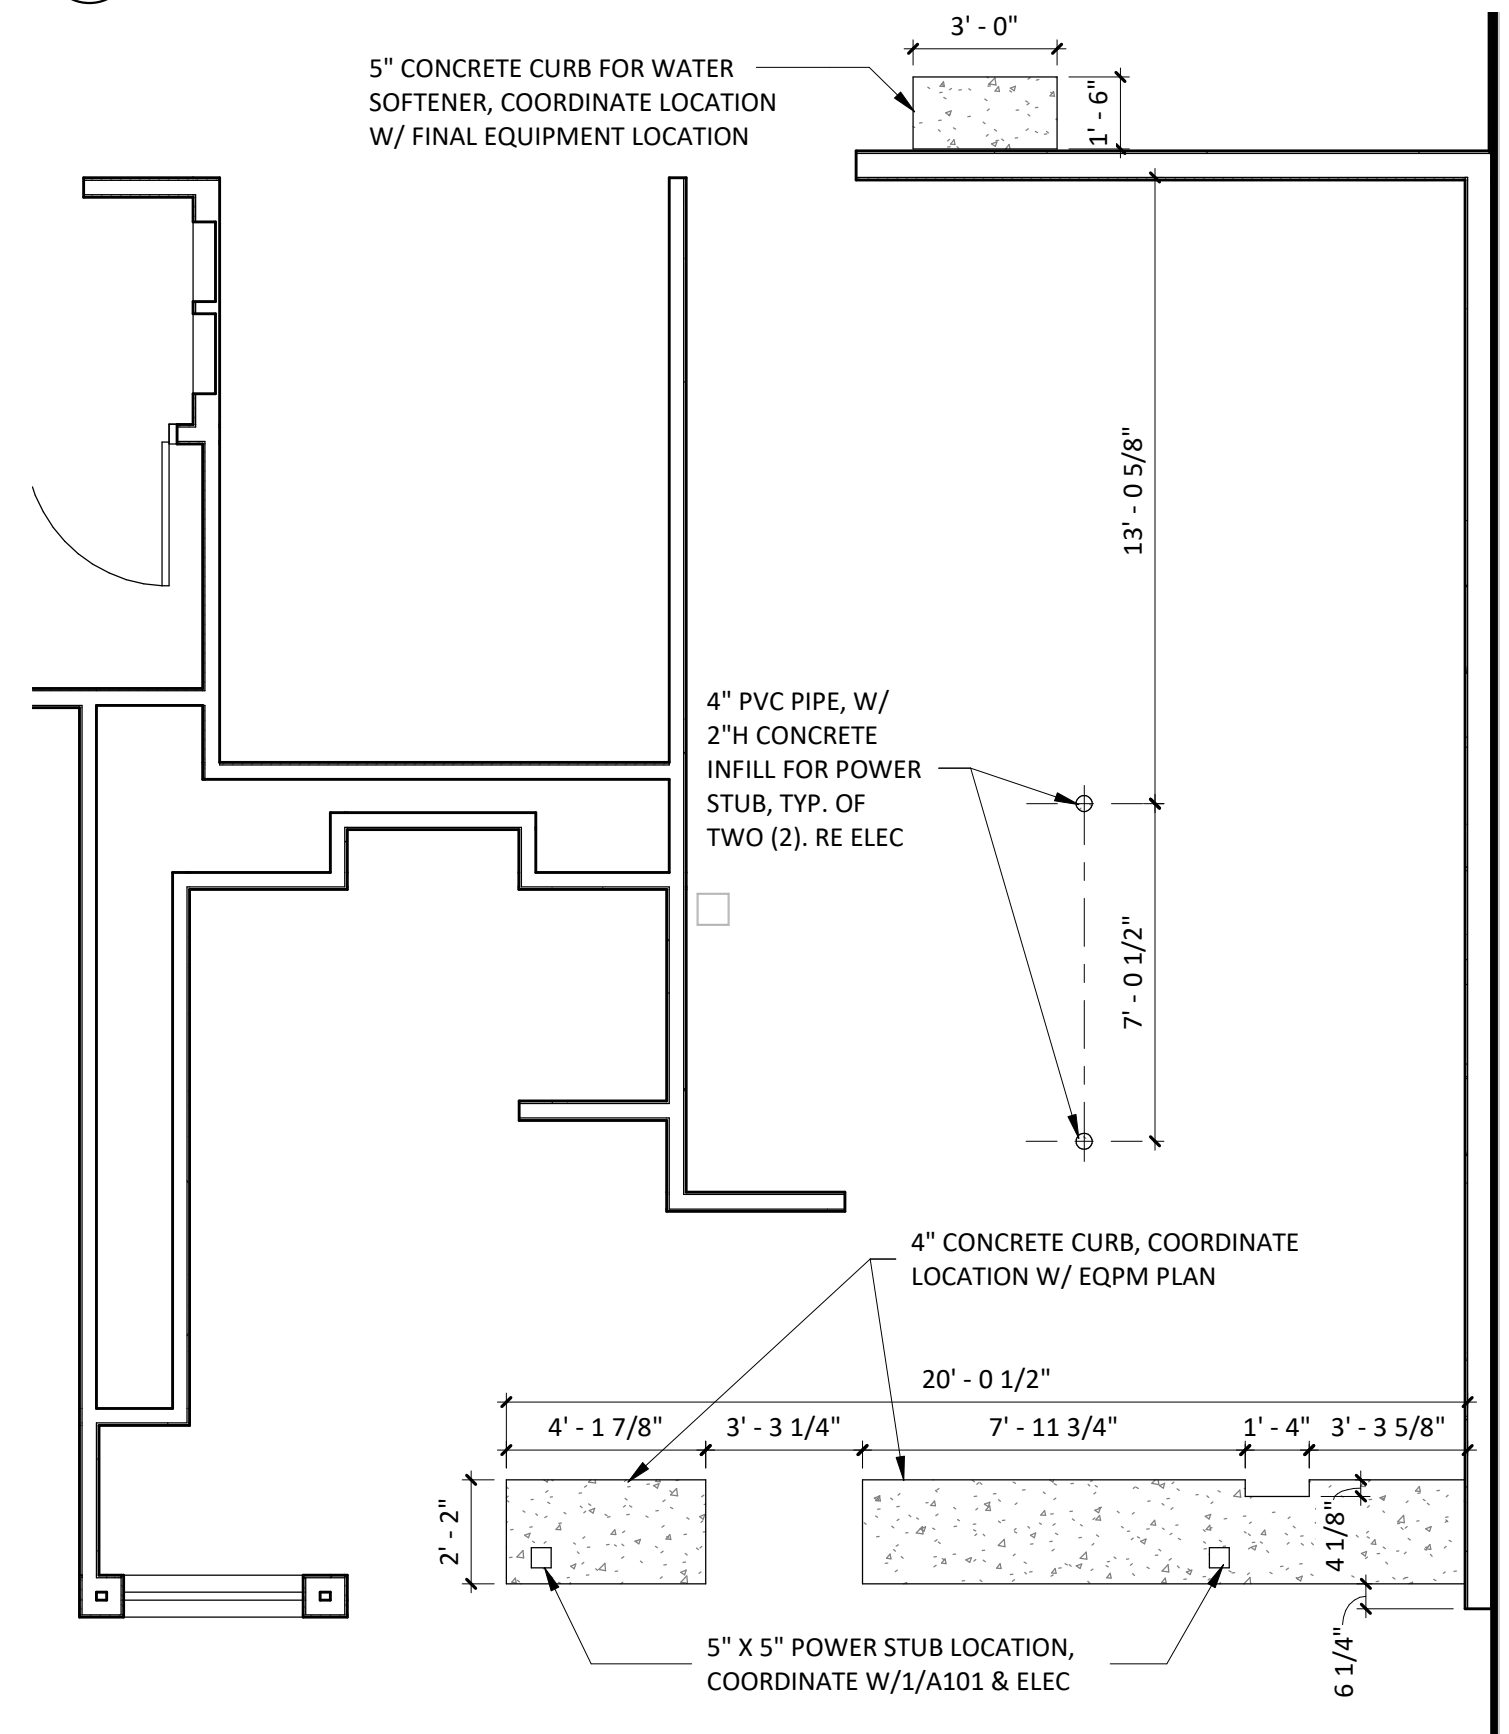 3' - 0"
5" CONCRETE CURB FOR WATER
SOFTENER, COORDINATE LOCATION
W/ FINAL EQUIPMENT LOCATION
1' - 6"
13' - 0 5/8"
4" PVC PIPE, W/
2"H CONCRETE
INFILL FOR POWER
STUB, TYP. OF
TWO (2). RE ELEC
7' - 0 1/2"
4" CONCRETE CURB, COORDINATE
LOCATION W/ EQPM PLAN
20' - 0 1/2"
4' - 1 7/8"
3' - 3 1/4"
7' - 11 3/4"
1' - 4"
3' - 3 5/8"
2' - 2"
4 1/8"
6 1/4"
5" X 5" POWER STUB LOCATION,
COORDINATE W/1/A101 & ELEC